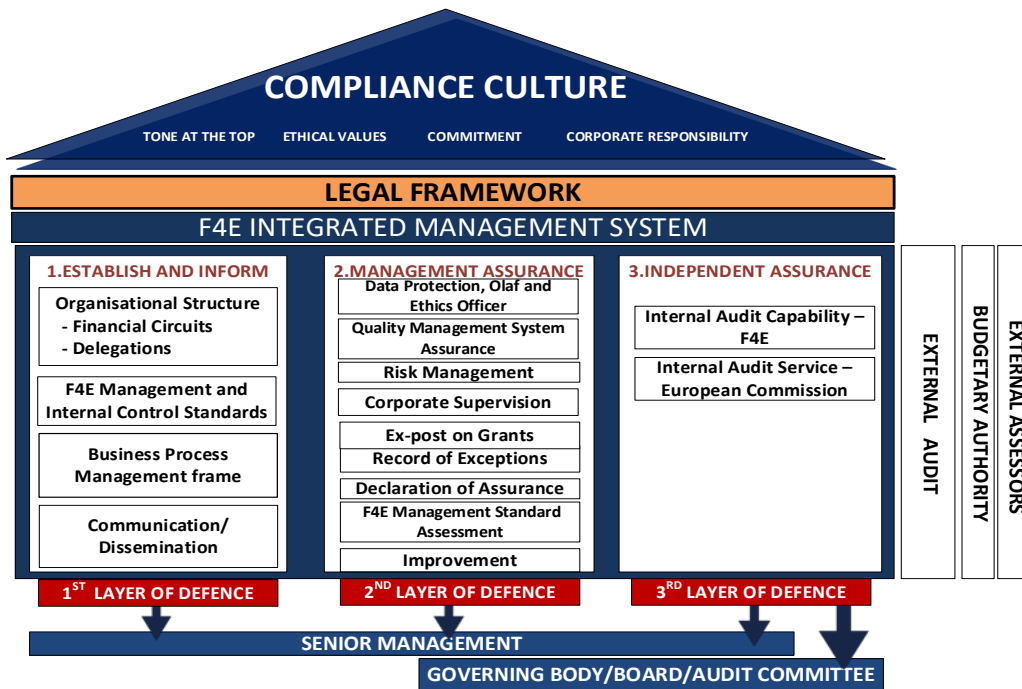 COMPLIANCE CULTURE
TONE AT THE TOP
ETHICAL VALUES
COMMITMENT
CORPORATE RESPONSIBILITY
LEGAL FRAMEWORK
F4E INTEGRATED MANAGEMENT SYSTEM
1.ESTABLISH AND INFORM
Organisational Structure
- Financial Circuits
- Delegations
F4E Management and
Internal Control Standards
Business Process
Management frame
Communication/
Dissemination
1ST LAYER OF DEFENCE
2.MANAGEMENT ASSURANCE
Data Protection, Olaf and
Ethics Officer
Quality Management System
Assurance
Risk Management
Corporate Supervision
Ex-post on Grants
Record of Exceptions
Declaration of Assurance
F4E Management Standard
Assessment
Improvement
2ND LAYER OF DEFENCE
3.INDEPENDENT ASSURANCE
Internal Audit Capability –
F4E
Internal Audit Service –
European Commission
3RD LAYER OF DEFENCE
EXTERNAL AUDIT
BUDGETARY AUTHORITY
EXTERNAL ASSESSORS
SENIOR MANAGEMENT
GOVERNING BODY/BOARD/AUDIT COMMITTEE